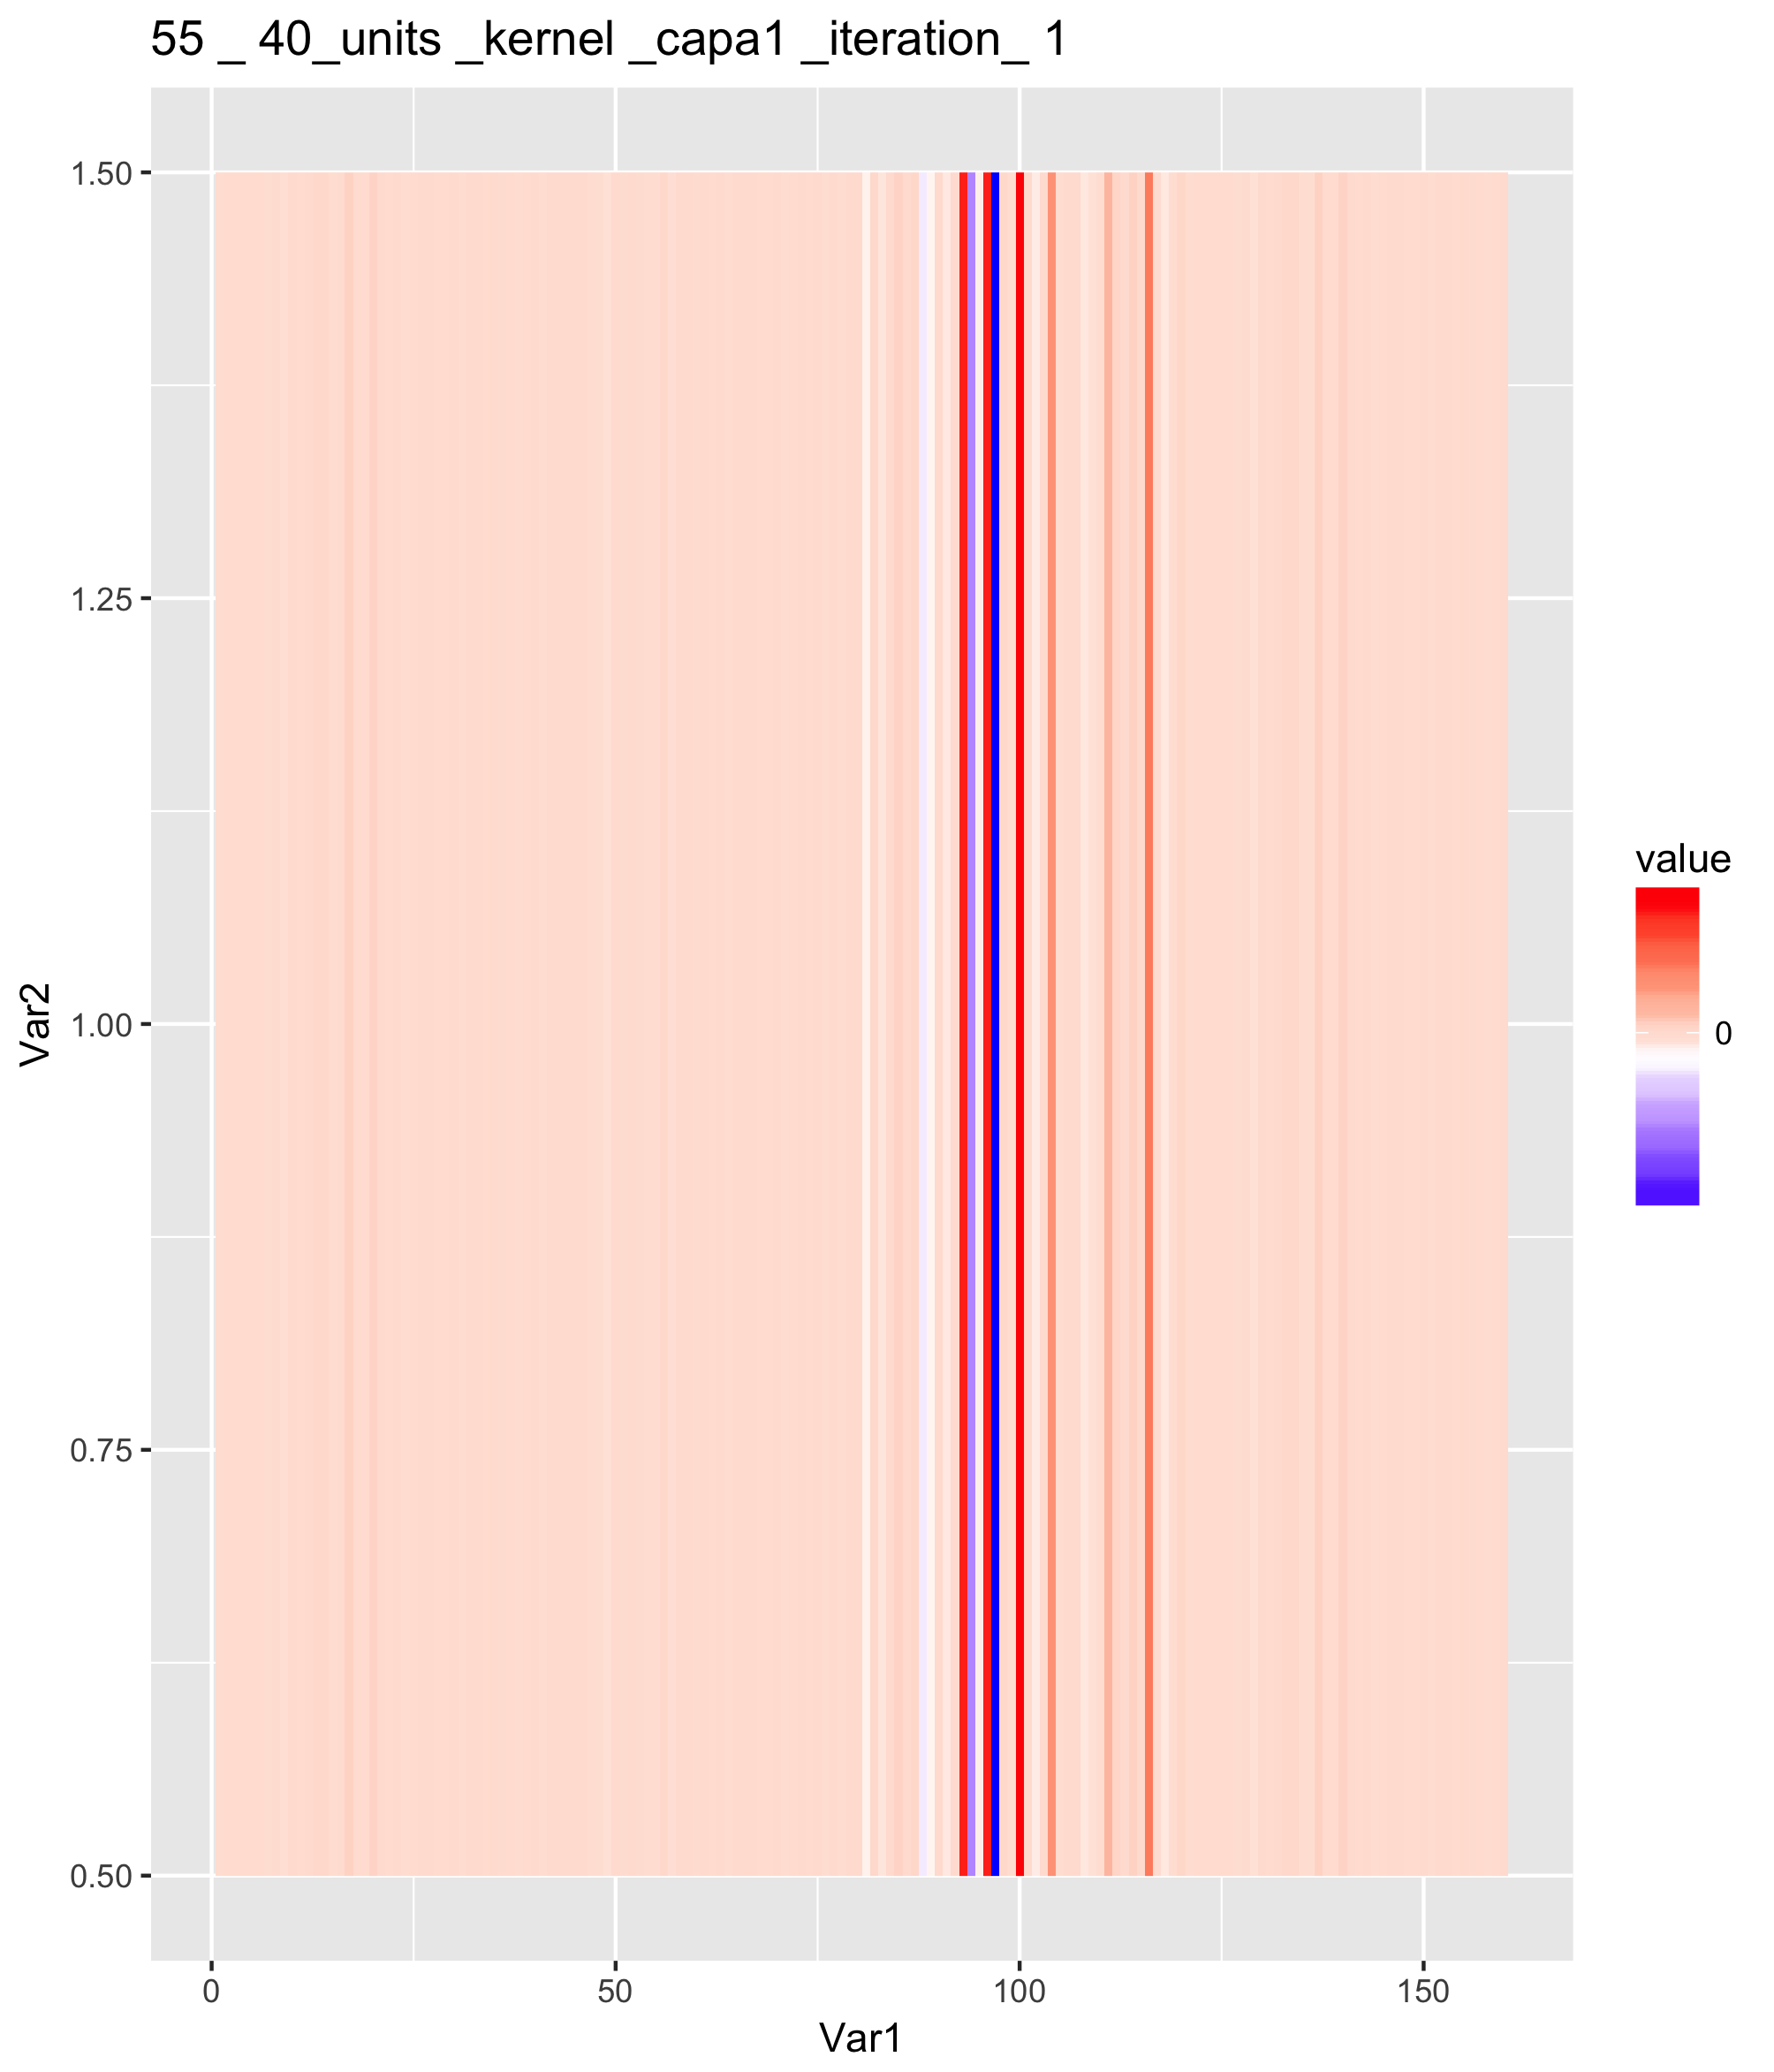 55 _ 40_units _kernel _capa1 _iteration_ 1
1.50
1.25
1.00
0.75
0.50
Var2
0
50
100
150
Var1
value
0